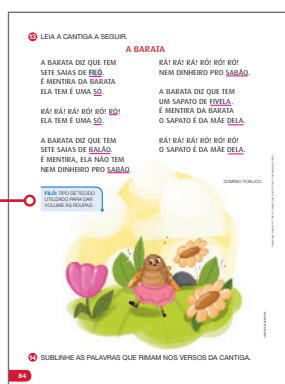 13 LEIA A CANTIGA A SEGUIR.
A BARATA
A BARATA DIZ QUE TEM
SETE SAIAS DE FILÓ.
É MENTIRA DA BARATA
ELA TEM É UMA SÓ.
RÁ! RÁ! RÁ! RÓ! RÓ! RÓ!
ELA TEM É UMA SÓ.
A BARATA DIZ QUE TEM
SETE SAIAS DE BALÃO.
É MENTIRA, ELA NÃO TEM
NEM DINHEIRO PRO SABÃO.
RÁ! RÁ! RÁ! RÓ! RÓ! RÓ!
NEM DINHEIRO PRO SABÃO.
A BARATA DIZ QUE TEM
UM SAPATO DE FIVELA.
É MENTIRA DA BARATA
O SAPATO É DA MÃE DELA.
RÁ! RÁ! RÁ! RÓ! RÓ! RÓ!
O SAPATO É DA MÃE DELA.
DOMÍNIO PÚBLICO.
FILÓ: TIPO DE TECIDO
UTILIZADO PARA DAR
VOLUME ÀS ROUPAS.
14 SUBLINHE AS PALAVRAS QUE RIMAM NOS VERSOS DA CANTIGA.
84